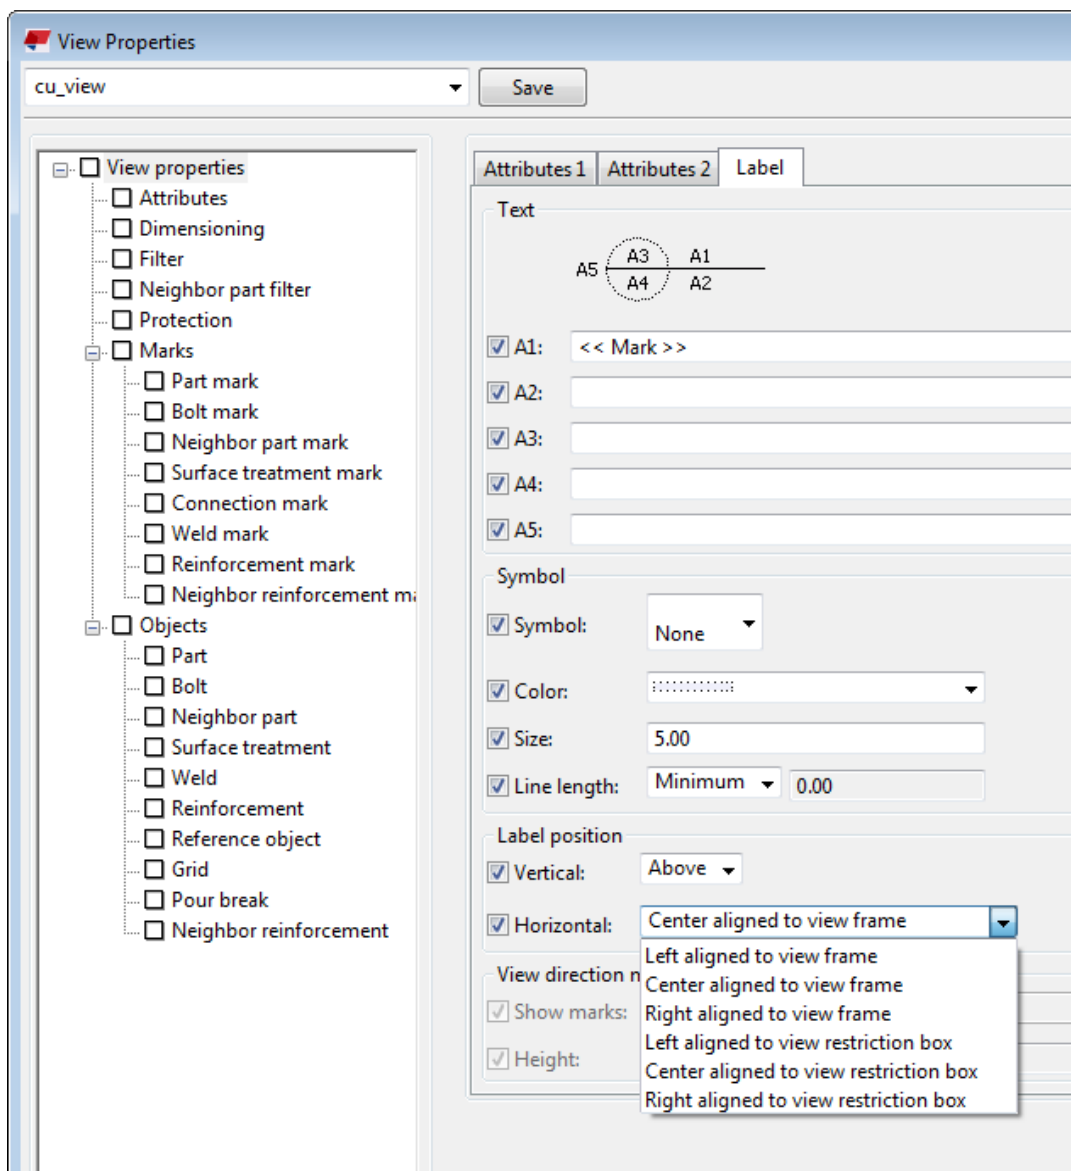 View Properties
cu_view
Save
View properties
Attributes
Dimensioning
Filter
Neighbor part filter
Protection
Marks
Part mark
Bolt mark
Neighbor part mark
Surface treatment mark
Connection mark
Weld mark
Reinforcement mark
Neighbor reinforcement ma
Objects
Part
Bolt
Neighbor part
Surface treatment
Weld
Reinforcement
Reference object
Grid
Pour break
Neighbor reinforcement
Attributes 1 Attributes 2 Label
Text
A5 A3 A1
A4 A2
A1: << Mark >>
A2:
A3:
A4:
A5:
Symbol
Symbol: None
Color:
Size: 5.00
Line length: Minimum 0.00
Label position
Vertical: Above
Horizontal: Center aligned to view frame
Left aligned to view frame
Center aligned to view frame
Right aligned to view frame
Left aligned to view restriction box
Center aligned to view restriction box
Right aligned to view restriction box
View direction
Show marks:
Height: